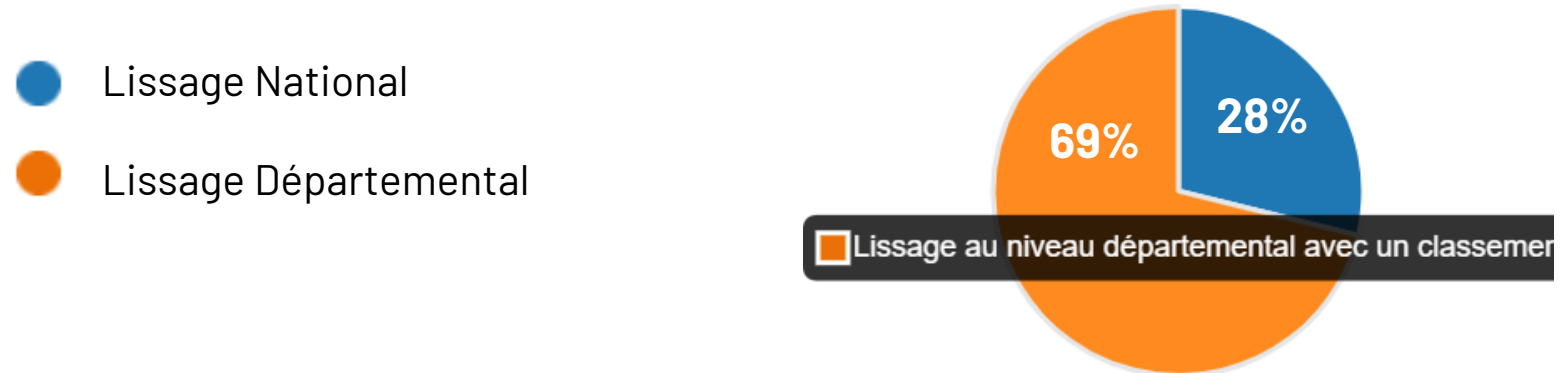 Lissage National
Lissage Départemental
28%
69%
Lissage au niveau départemental avec un classemen